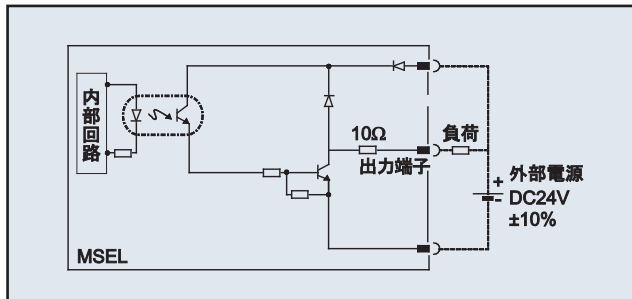 内部回路
10Ω
出力端子
負荷
+
-
外部電源
DC24V
±10%
MSEL